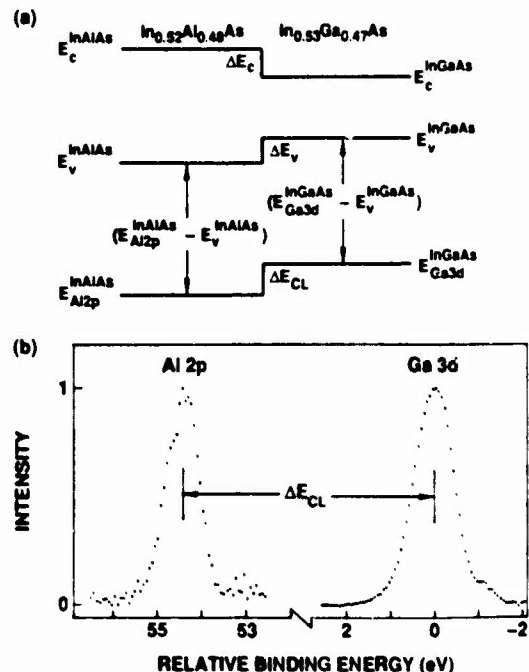 (a)
In0.52Al0.48As In0.53Ga0.47As
E_c^InAlAs
ΔE_c
E_c^InGaAs
E_v^InAlAs
ΔE_v
E_v^InGaAs
(E_Al2p^InAlAs – E_v^InAlAs)
(E_Ga3d^InGaAs – E_v^InGaAs)
E_Al2p^InAlAs
ΔE_CL
E_Ga3d^InGaAs
(b)
Al 2p Ga 3d
1
ΔE_CL
INTENSITY
0
55 53 2 0 -2
RELATIVE BINDING ENERGY (eV)